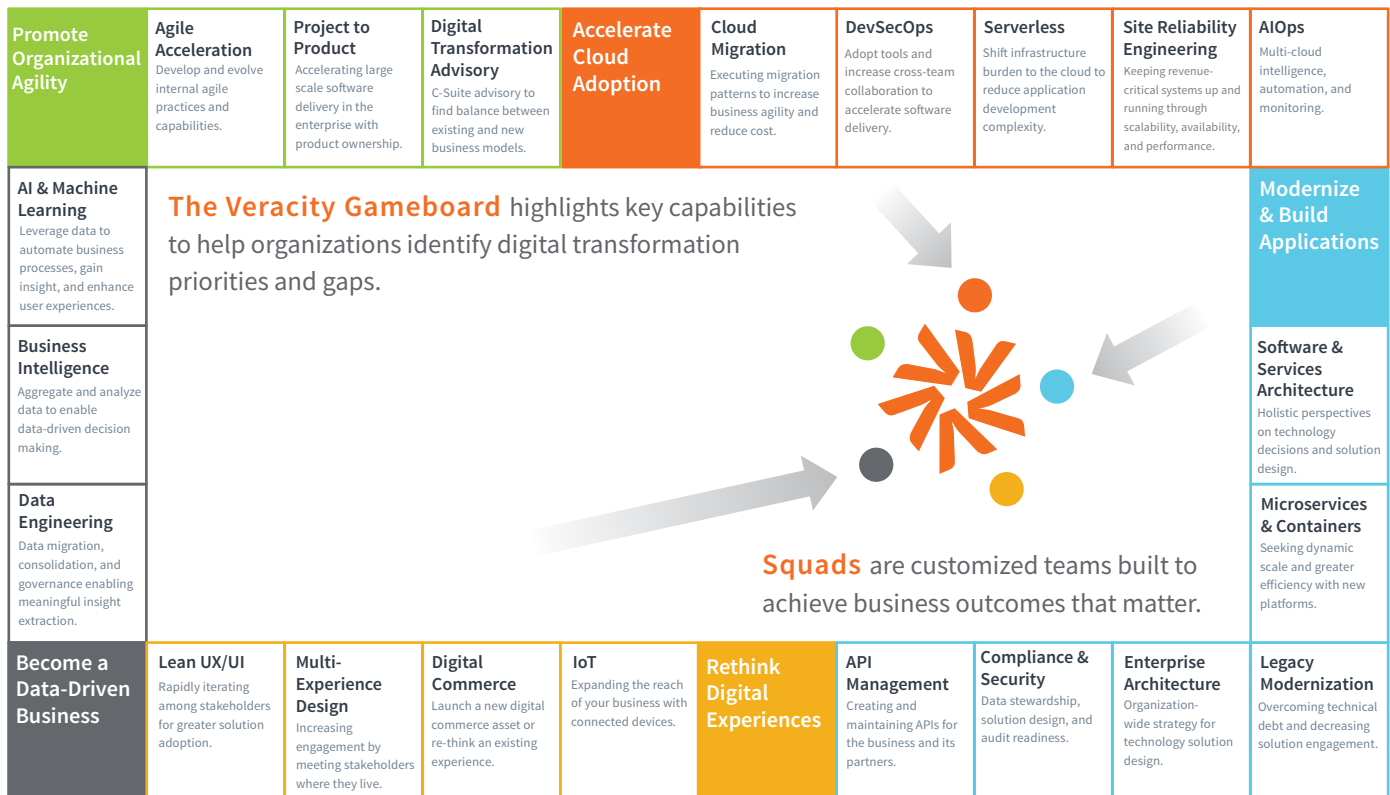 Promote
Organizational
Agility
Agile
Acceleration
Develop and evolve
internal agile
practices and
capabilities.
Project to
Product
Accelerating large
scale software
delivery in the
enterprise with
product ownership.
Digital
Transformation
Advisory
C-Suite advisory to
find balance between
existing and new
business models.
Accelerate
Cloud
Adoption
Cloud
Migration
Executing migration
patterns to increase
business agility and
reduce cost.
DevSecOps
Adopt tools and
increase cross-team
collaboration to
accelerate software
delivery.
Serverless
Shift infrastructure
burden to the cloud to
reduce application
development
complexity.
Site Reliability
Engineering
Keeping revenue-
critical systems up and
running through
scalability, availability,
and performance.
AIOps
Multi-cloud
intelligence,
automation, and
monitoring.
AI & Machine
Learning
Leverage data to
automate business
processes, gain
insight, and enhance
user experiences.
The Veracity Gameboard highlights key capabilities
to help organizations identify digital transformation
priorities and gaps.
Modernize
& Build
Applications
Business
Intelligence
Aggregate and analyze
data to enable
data-driven decision
making.
Software &
Services
Architecture
Holistic perspectives
on technology
decisions and solution
design.
Data
Engineering
Data migration,
consolidation, and
governance enabling
meaningful insight
extraction.
Squads are customized teams built to
achieve business outcomes that matter.
Microservices
& Containers
Seeking dynamic
scale and greater
efficiency with new
platforms.
Become a
Data-Driven
Business
Lean UX/UI
Rapidly iterating
among stakeholders
for greater solution
adoption.
Multi-
Experience
Design
Increasing
engagement by
meeting stakeholders
where they live.
Digital
Commerce
Launch a new digital
commerce asset or
re-think an existing
experience.
IoT
Expanding the reach
of your business with
connected devices.
Rethink
Digital
Experiences
API
Management
Creating and
maintaining APIs for
the business and its
partners.
Compliance &
Security
Data stewardship,
solution design, and
audit readiness.
Enterprise
Architecture
Organization-
wide strategy for
technology solution
design.
Legacy
Modernization
Overcoming technical
debt and decreasing
solution engagement.